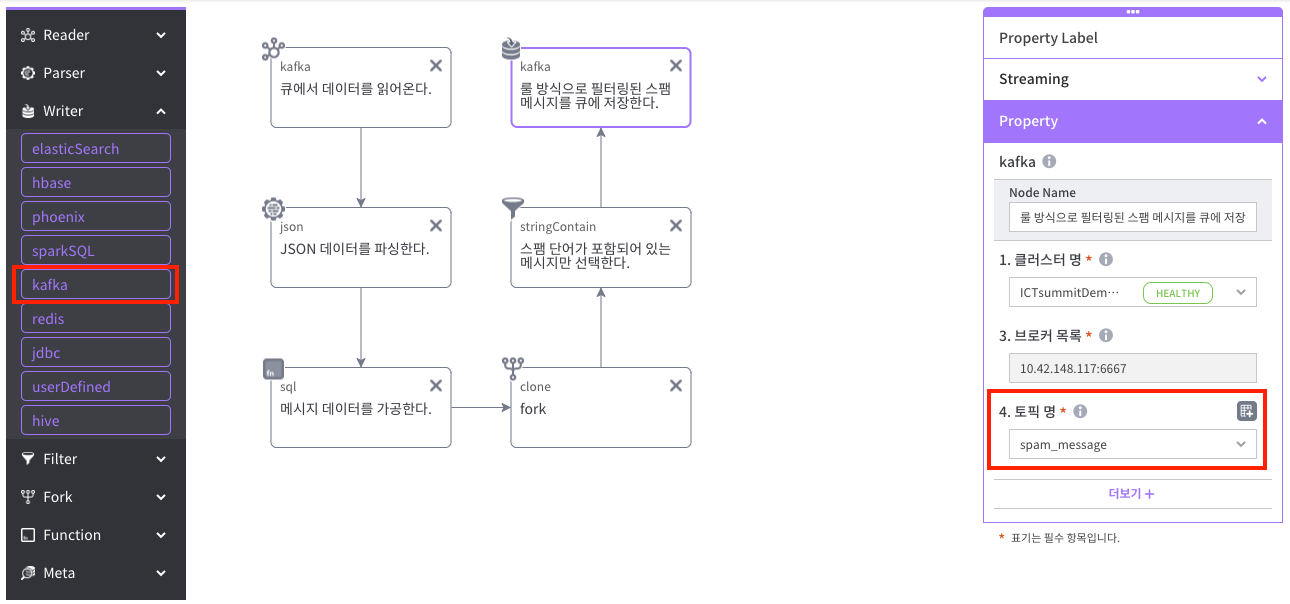 Reader
Parser
Writer
elasticSearch
hbase
phoenix
sparkSQL
kafka
redis
jdbc
userDefined
hive
Filter
Fork
Function
Meta
kafka
큐에서 데이터를 읽어온다.
json
JSON 데이터를 파싱한다.
sql
메시지 데이터를 가공한다.
clone
fork
stringContain
스팸 단어가 포함되어 있는
메시지만 선택한다.
kafka
룰 방식으로 필터링된 스팸
메시지를 큐에 저장한다.
Property Label
Streaming
Property
kafka
Node Name
룰 방식으로 필터링된 스팸 메시지를 큐에 저장
1. 클러스터 명 *
ICTsummitDem··· HEALTHY
3. 브로커 목록 *
10.42.148.117:6667
4. 토픽 명 *
spam_message
더보기 +
* 표기는 필수 항목입니다.